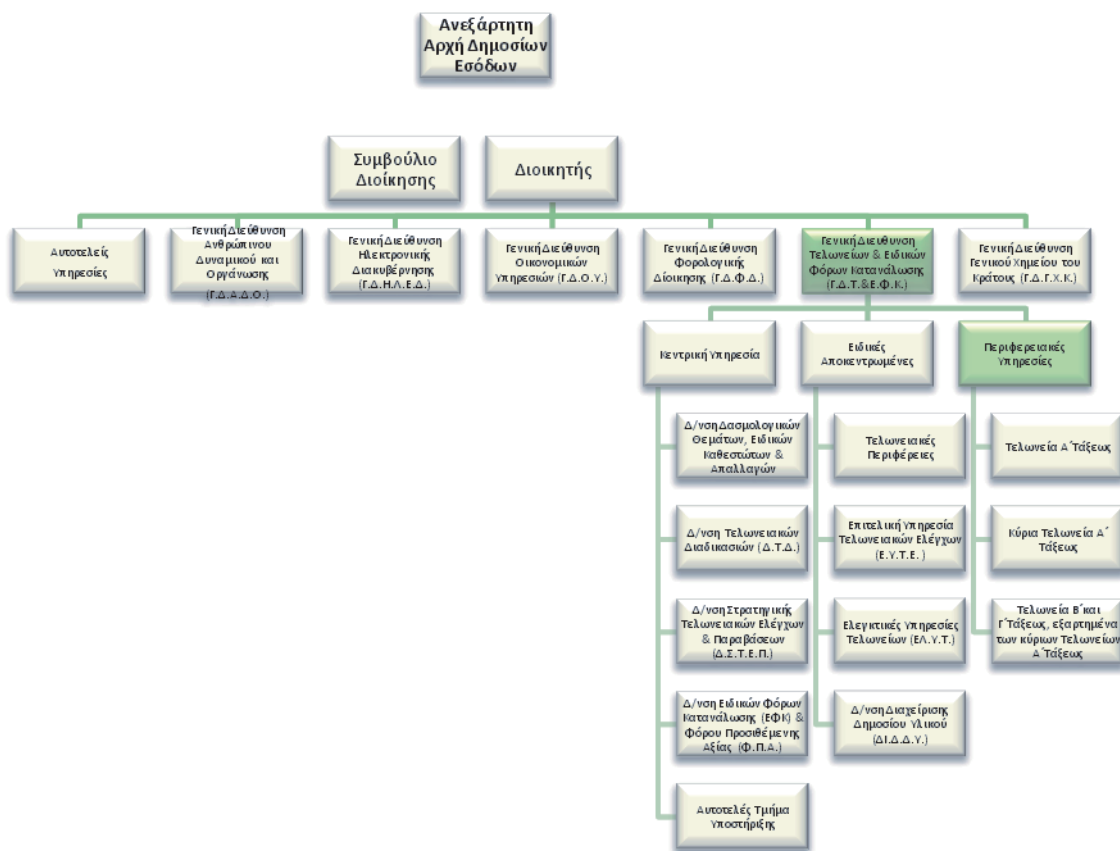 Ανεξάρτητη
Αρχή Δημοσίων
Εσόδων
Συμβούλιο
Διοίκησης
Διοικητής
Αυτοτελείς
Υπηρεσίες
Γενική Διεύθυνση
Ανθρώπινου
Δυναμικού και
Οργάνωσης
(Γ.Δ.Α.Δ.Ο.)
Γενική Διεύθυνση
Ηλεκτρονικής
Διακυβέρνησης
(Γ.Δ.Η.Λ.Ε.Δ.)
Γενική Διεύθυνση
Οικονομικών
Υπηρεσιών (Γ.Δ.Ο.Υ.)
Γενική Διεύθυνση
Φορολογικής
Διοίκησης (Γ.Δ.Φ.Δ.)
Γενική Διευθυνση
Τελωνείων & Ειδικών
Φόρων Κατανάλωσης
(Γ.Δ.Τ.&Ε.Φ.Κ.)
Γενική Διεύθυνση
Γενικού Χημείου του
Κράτους (Γ.Δ.Γ.Χ.Κ.)
Κεντρική Υπηρεσία
Ειδικές
Αποκεντρωμένες
Περιφερειακές
Υπηρεσίες
Δ/νση Δασμολογικών
Θεμάτων, Ειδικών
Καθεστώτων &
Απαλλαγών
Δ/νση Τελωνειακών
Διαδικασιών (Δ.Τ.Δ.)
Δ/νση Στρατηγικής
Τελωνειακών Ελέγχων
& Παραβάσεων
(Δ.Σ.Τ.Ε.Π.)
Δ/νση Ειδικών Φόρων
Κατανάλωσης (ΕΦΚ) &
Φόρου Προσιθέμενης
Αξίας (Φ.Π.Α.)
Αυτοτελές Τμήμα
Υποστήριξης
Τελωνειακές
Περιφέρειες
Επιτελική Υπηρεσία
Τελωνειακών Ελέγχων
(Ε.Υ.Τ.Ε.)
Ελεγκτικές Υπηρεσίες
Τελωνείων (ΕΛ.Υ.Τ.)
Δ/νση Διαχείρισης
Δημοσίου Υλικού
(ΔΙ.Δ.Δ.Υ.)
Τελωνεία Α΄ Τάξεως
Κύρια Τελωνεία Α΄
Τάξεως
Τελωνεία Β΄ και
Γ΄ Τάξεως, εξαρτημένα
των κύριων Τελωνείων
Α΄ Τάξεως